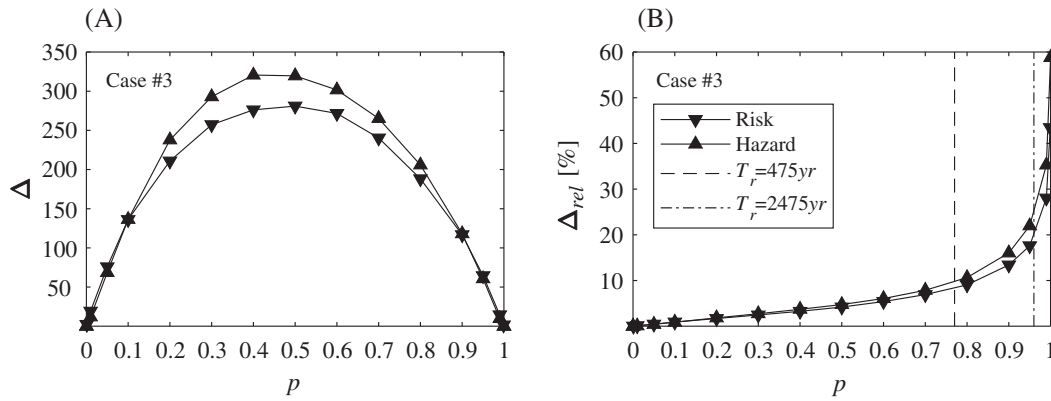 (A)
350
300
250
200
150
100
50
Δ
Case #3
0 0.1 0.2 0.3 0.4 0.5 0.6 0.7 0.8 0.9 1
p
(B)
60
50
40
30
20
10
Δrel [%]
Case #3
Risk
Hazard
T_r=475yr
T_r=2475yr
0 0.1 0.2 0.3 0.4 0.5 0.6 0.7 0.8 0.9 1
p